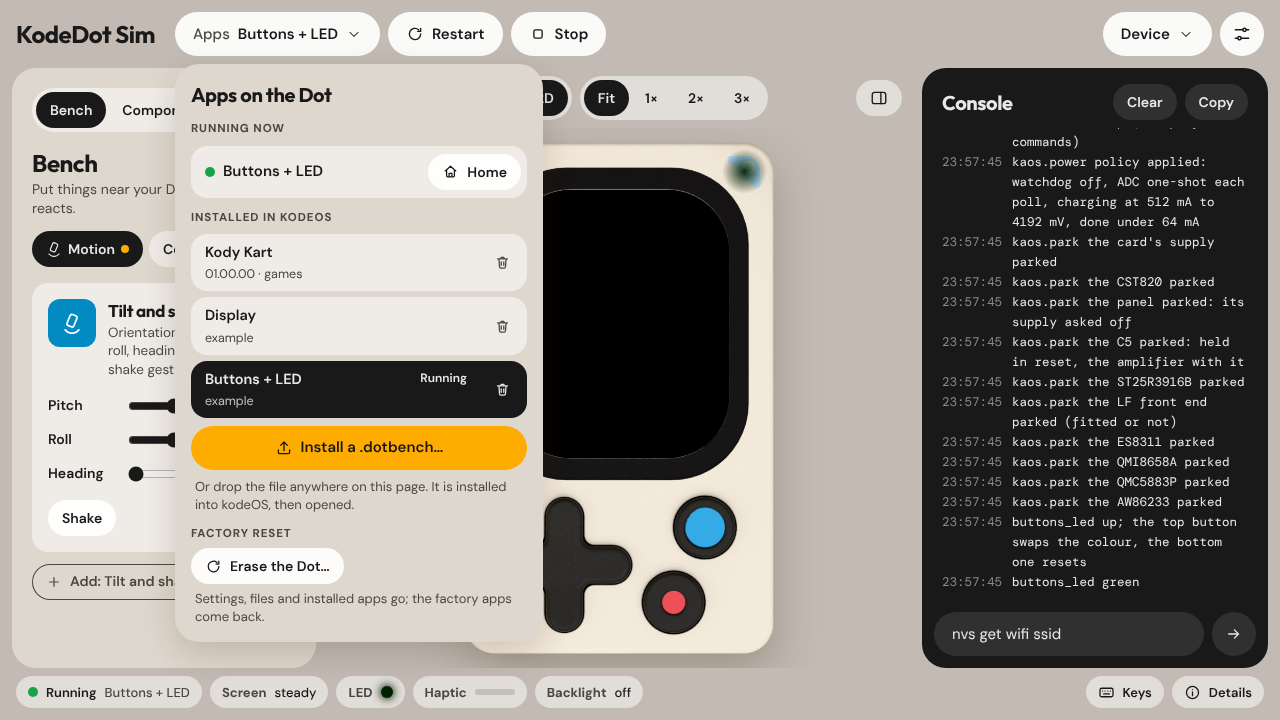 KodeDot Sim
Apps Buttons + LED
Restart
Stop
Device
Bench
Bench
Put things near your D
reacts.
Motion
Tilt and s
Orientation
roll, headin
shake gest
Pitch
Roll
Heading
Shake
Add: Tilt and sh
Apps on the Dot
RUNNING NOW
Buttons + LED
Home
INSTALLED IN KODEOS
Kody Kart
01.00.00 · games
Display
example
Buttons + LED
Running
example
Install a .dotbench...
Or drop the file anywhere on this page. It is installed
into kodeOS, then opened.
FACTORY RESET
Erase the Dot...
Settings, files and installed apps go; the factory apps
come back.
Fit 1× 2× 3×
Console
Clear
Copy
commands)
23:57:45 kaos.power policy applied:
watchdog off, ADC one-shot each
poll, charging at 512 mA to
4192 mV, done under 64 mA
23:57:45 kaos.park the card's supply
parked
23:57:45 kaos.park the CST820 parked
23:57:45 kaos.park the panel parked: its
supply asked off
23:57:45 kaos.park the C5 parked: held
in reset, the amplifier with it
23:57:45 kaos.park the ST25R3916B parked
23:57:45 kaos.park the LF front end
parked (fitted or not)
23:57:45 kaos.park the ES8311 parked
23:57:45 kaos.park the QMI8658A parked
23:57:45 kaos.park the QMC5883P parked
23:57:45 kaos.park the AW86233 parked
23:57:45 buttons_led up; the top button
swaps the colour, the bottom
one resets
23:57:45 buttons_led green
nvs get wifi ssid
Running Buttons + LED
Screen steady
LED
Haptic
Backlight off
Keys
Details